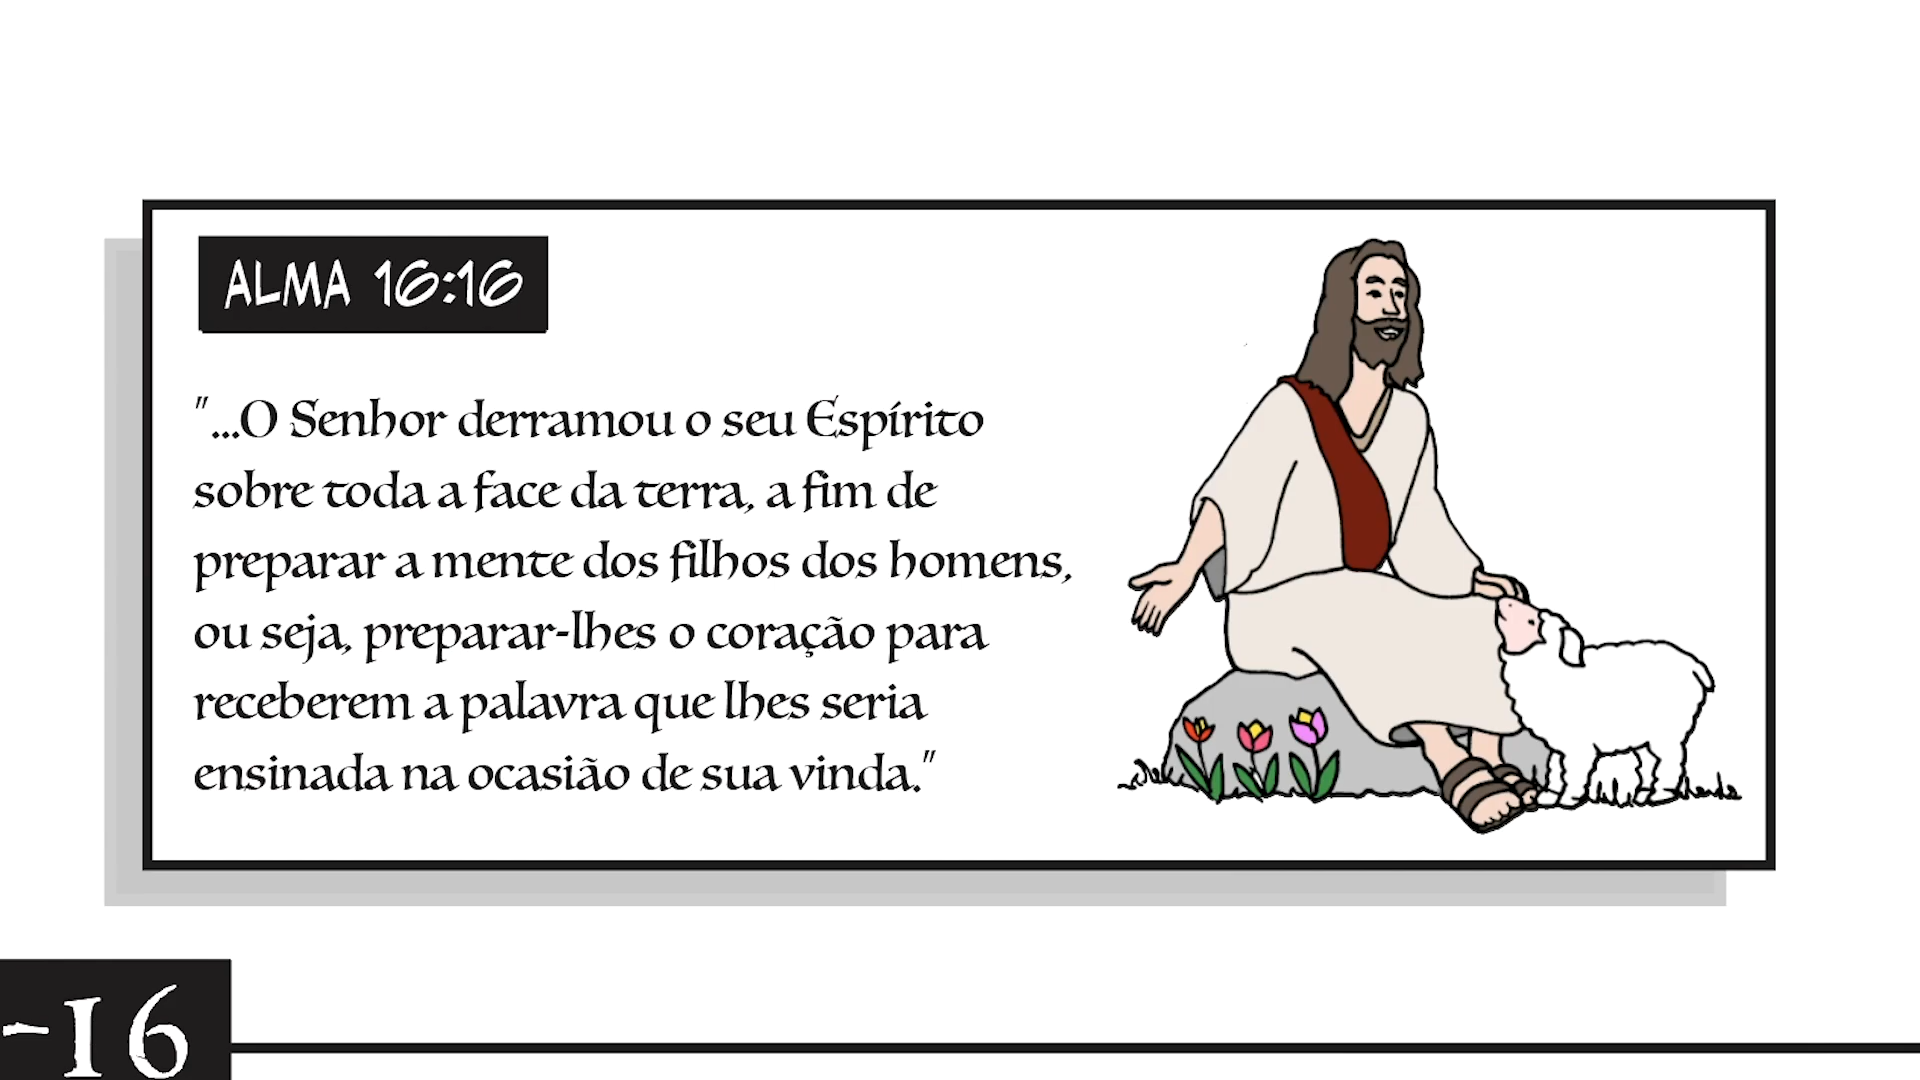 ALMA 16:16
"...O Senhor derramou o seu Espírito
sobre toda a face da terra, a fim de
preparar a mente dos filhos dos homens,
ou seja, preparar-lhes o coração para
receberem a palavra que lhes seria
ensinada na ocasião de sua vinda."
-16